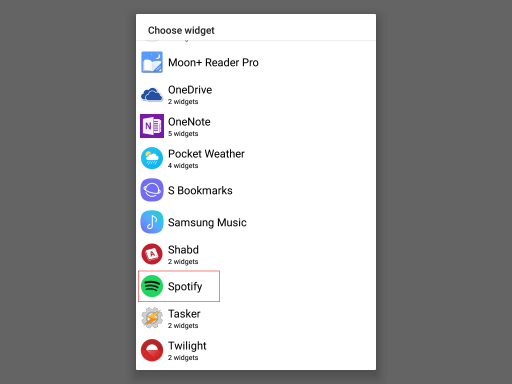 Choose widget
Moon+ Reader Pro
OneDrive
2 widgets
OneNote
5 widgets
Pocket Weather
4 widgets
S Bookmarks
Samsung Music
Shabd
2 widgets
Spotify
Tasker
2 widgets
Twilight
2 widgets